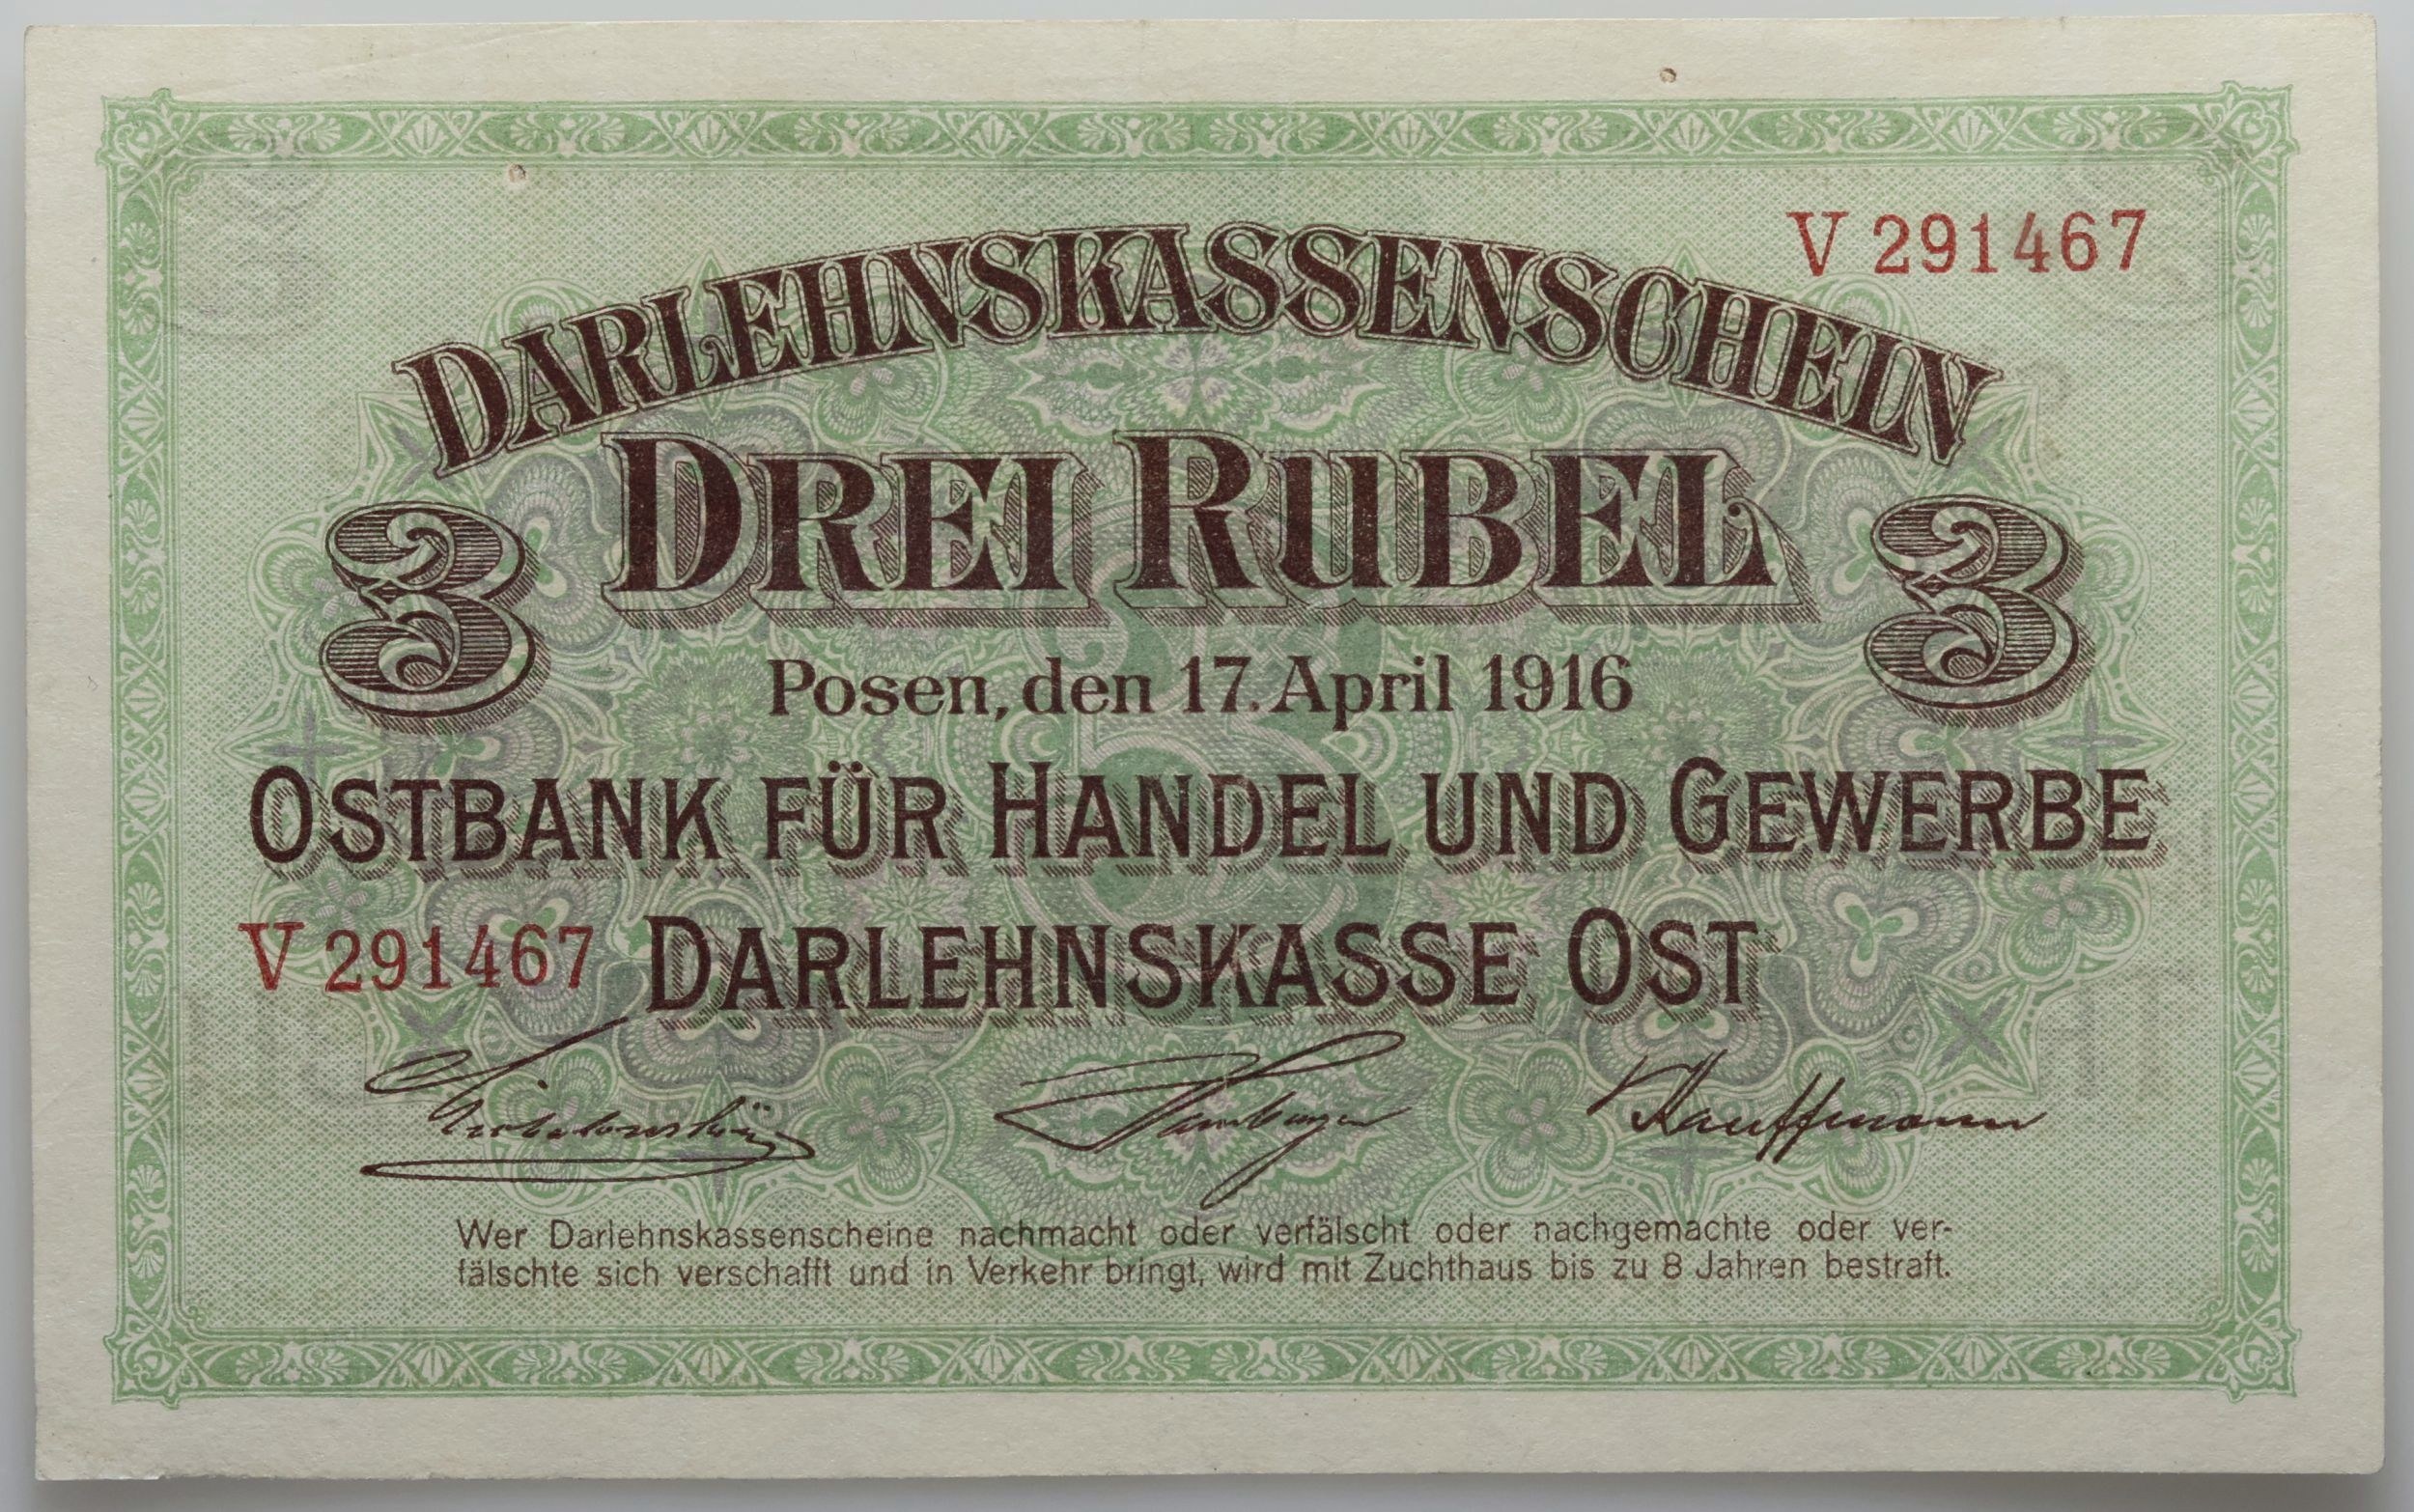 V 291467
DARLEHNSKASSENSCHEIN
3 DREI RUBEL 3
Posen, den 17. April 1916
OSTBANK FÜR HANDEL UND GEWERBE
V 291467 DARLEHNSKASSE OST
Hamburger Kauffmann
Wer Darlehnskassenscheine nachmacht oder verfälscht oder nachgemachte oder ver-
fälschte sich verschafft und in Verkehr bringt, wird mit Zuchthaus bis zu 8 Jahren bestraft.